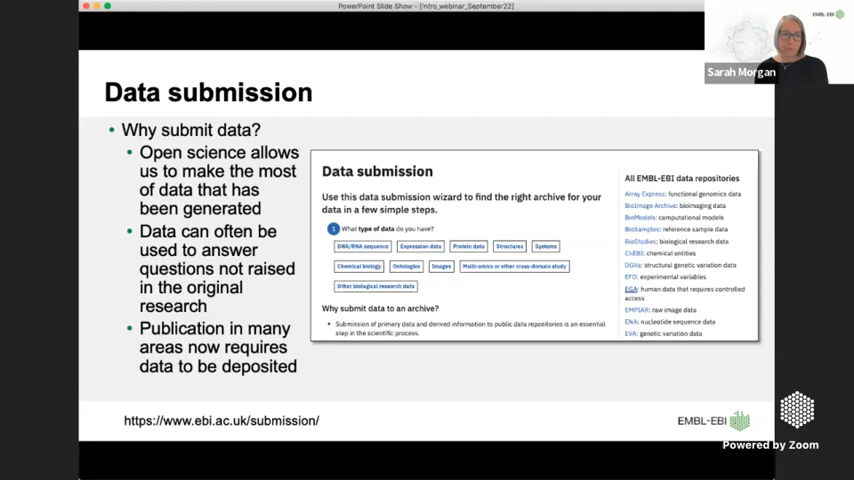 PowerPoint Slide Show - [Intro_webinar_September22]
EMBL-EBI
Sarah Morgan
Data submission
• Why submit data?
• Open science allows
us to make the most
of data that has
been generated
• Data can often be
used to answer
questions not raised
in the original
research
• Publication in many
areas now requires
data to be deposited
Data submission
Use this data submission wizard to find the right archive for your
data in a few simple steps.
1 What type of data do you have?
DNA/RNA sequence Expression data Protein data Structures Systems
Chemical biology Ontologies Images Multi-omics or other cross-domain study
Other biological research data
Why submit data to an archive?
• Submission of primary data and derived information to public data repositories is an essential
step in the scientific process.
All EMBL-EBI data repositories
Array Express: functional genomics data
BioImage Archive: bioimaging data
BioModels: computational models
BioSamples: reference sample data
BioStudies: biological research data
ChEBI: chemical entities
DGVa: structural genetic variation data
EFO: experimental variables
EGA: human data that requires controlled
access
EMPIAR: raw image data
ENA: nucleotide sequence data
EVA: genetic variation data
https://www.ebi.ac.uk/submission/
EMBL-EBI
Powered by Zoom